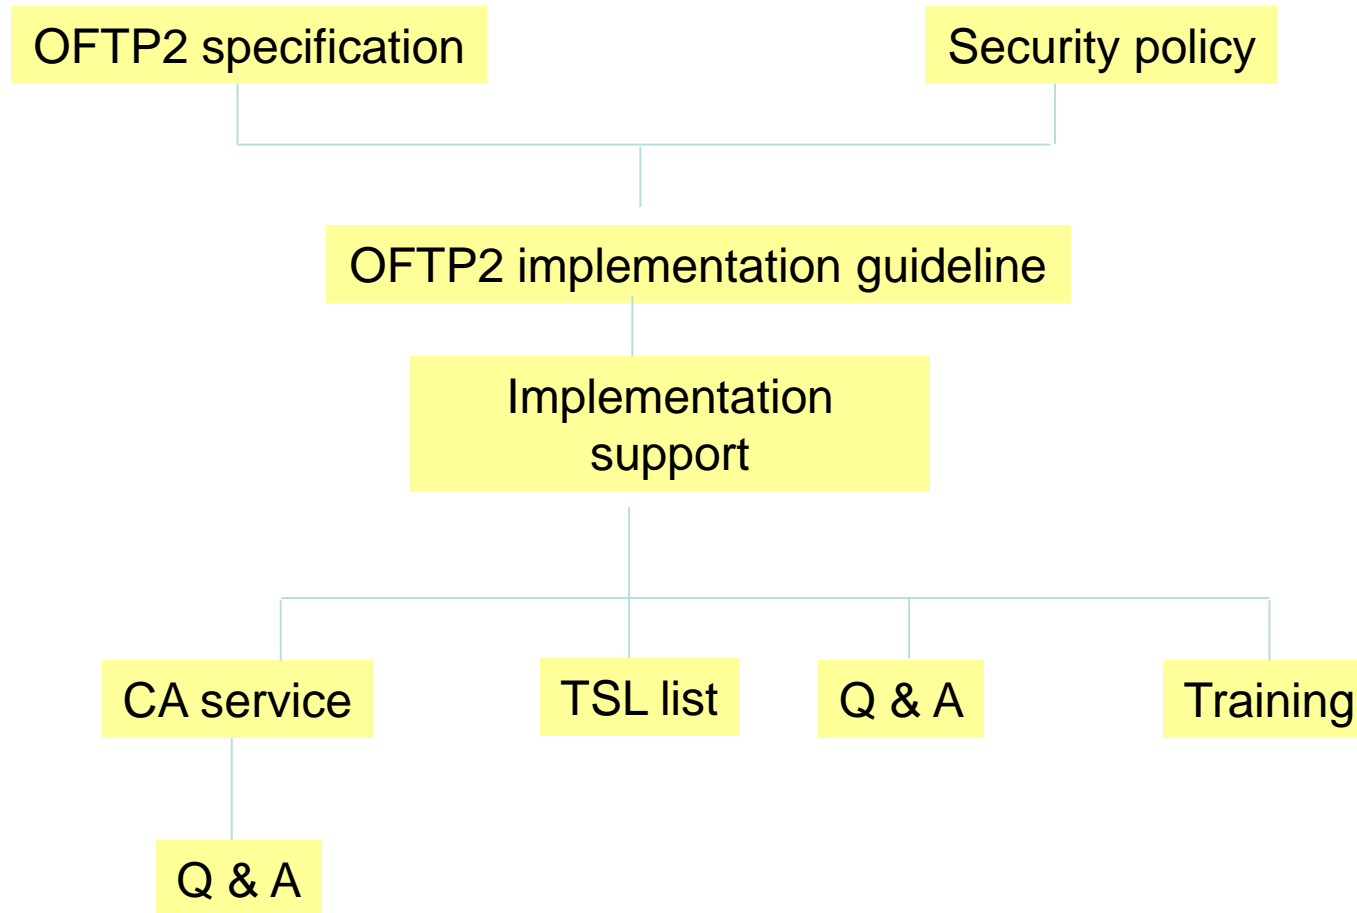 OFTP2 specification
Security policy
OFTP2 implementation guideline
Implementation
support
CA service
TSL list
Q & A
Training
Q & A